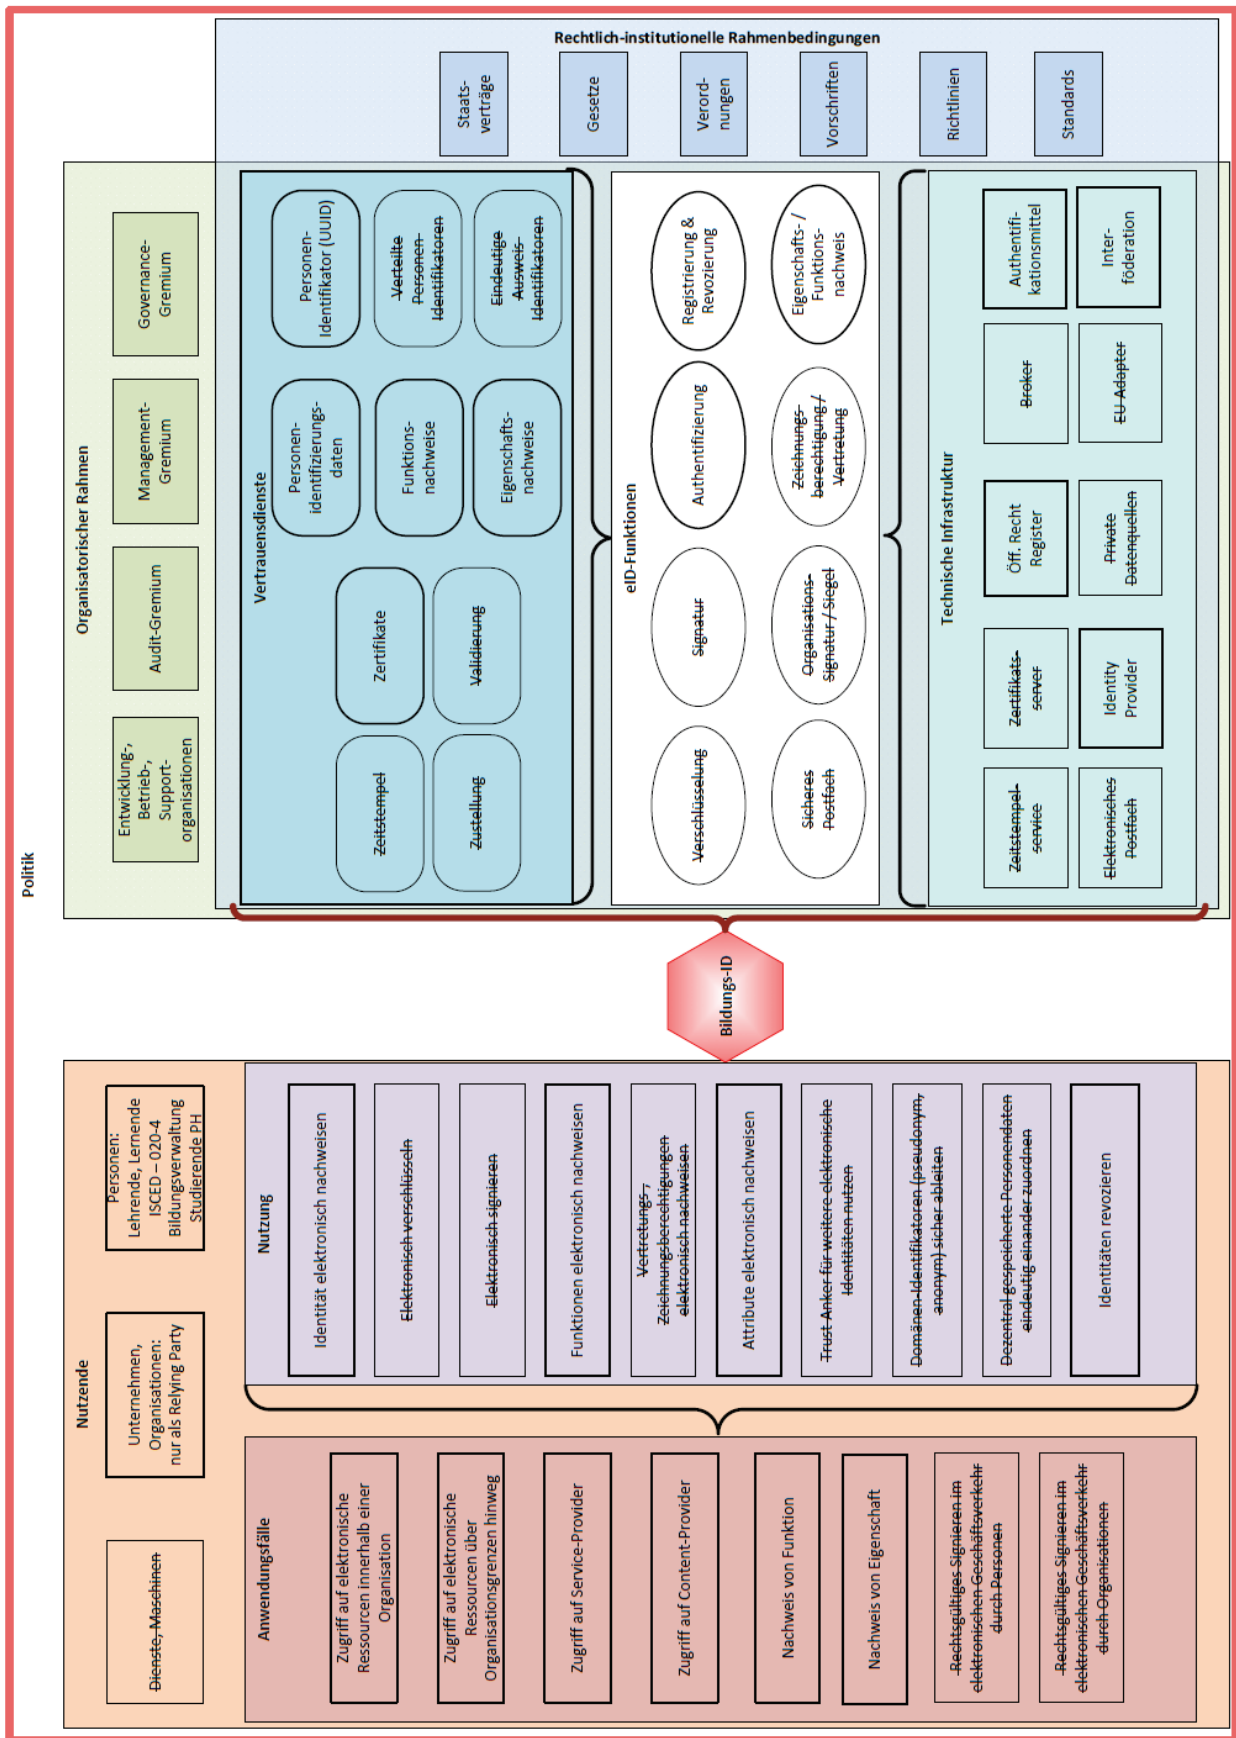 Politik
Nutzende
Dienste, Maschinen
Unternehmen,
Organisationen:
nur als Relying Party
Personen:
Lehrende, Lernende
ISCED – 020-4
Bildungsverwaltung
Studierende PH
Anwendungsfälle
Zugriff auf elektronische
Ressourcen innerhalb einer
Organisation
Zugriff auf elektronische
Ressourcen über
Organisationsgrenzen hinweg
Zugriff auf Service-Provider
Zugriff auf Content-Provider
Nachweis von Funktion
Nachweis von Eigenschaft
Rechtsgültiges Signieren im
elektronischen Geschäftsverkehr
durch Personen
Rechtsgültiges Signieren im
elektronischen Geschäftsverkehr
durch Organisationen
Nutzung
Identität elektronisch nachweisen
Elektronisch verschlüsseln
Elektronisch signieren
Funktionen elektronisch nachweisen
Vertretungs-,
Zeichnungsberechtigungen
elektronisch nachweisen
Attribute elektronisch nachweisen
Trust Anker für weitere elektronische
Identitäten nutzen
Domänen-Identifikatoren (pseudonym,
anonym) sicher ableiten
Dezentral gespeicherte Personendaten
eindeutig einander zuordnen
Identitäten revozieren
Bildungs-ID
Organisatorischer Rahmen
Entwicklung-,
Betrieb-,
Support-
organisationen
Audit-Gremium
Management-
Gremium
Governance-
Gremium
Vertrauensdienste
Zeitstempel
Zertifikate
Personen-
identifizierungs-
daten
Personen-
Identifikator (UUID)
Zustellung
Validierung
Funktions-
nachweise
Verteilte
Personen-
Identifikatoren
Eigenschafts-
nachweise
Eindeutige
Ausweis-
Identifikatoren
eID-Funktionen
Verschlüsselung
Signatur
Authentifizierung
Registrierung &
Revozierung
Sicheres
Postfach
Organisations-
Signatur / Siegel
Zeichnungs-
berechtigung /
Vertretung
Eigenschafts- /
Funktions-
nachweis
Technische Infrastruktur
Zeitstempel-
service
Zertifikats-
server
Öff. Recht
Register
Broker
Authentifi-
kationsmittel
Elektronisches
Postfach
Identity
Provider
Private
Datenquellen
EU Adapter
Inter-
föderation
Rechtlich-institutionelle Rahmenbedingungen
Staats-
verträge
Gesetze
Verord-
nungen
Vorschriften
Richtlinien
Standards